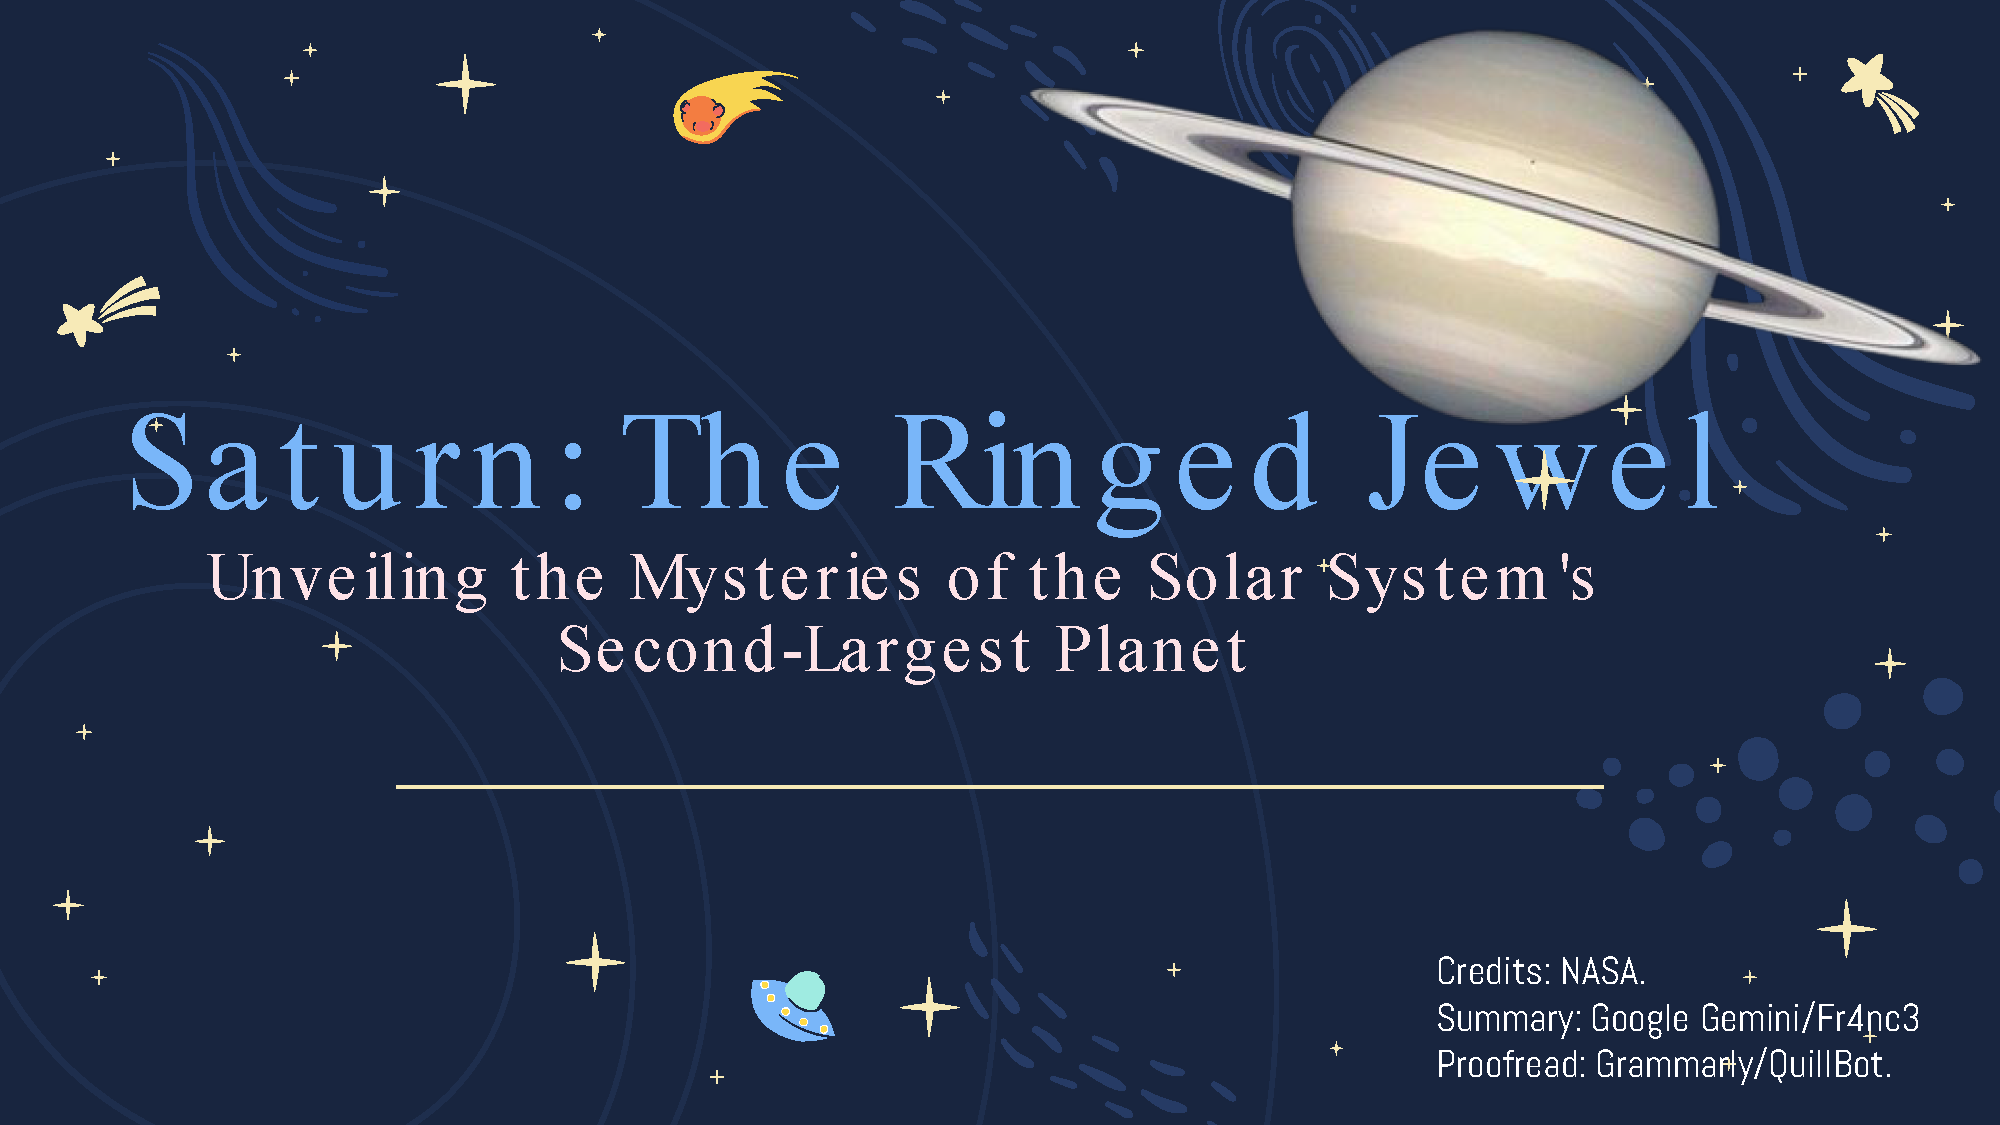 Saturn: The Ringed Jewel
Unveiling the Mysteries of the Solar System's
Second-Largest Planet
Credits: NASA.
Summary: Google Gemini/Fr4nc3
Proofread: Grammarly/QuillBot.